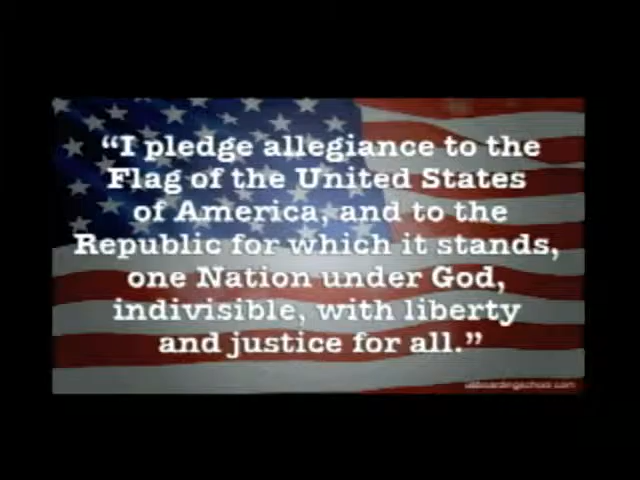 “I pledge allegiance to the
Flag of the United States
of America, and to the
Republic for which it stands,
one Nation under God,
indivisible, with liberty
and justice for all.”